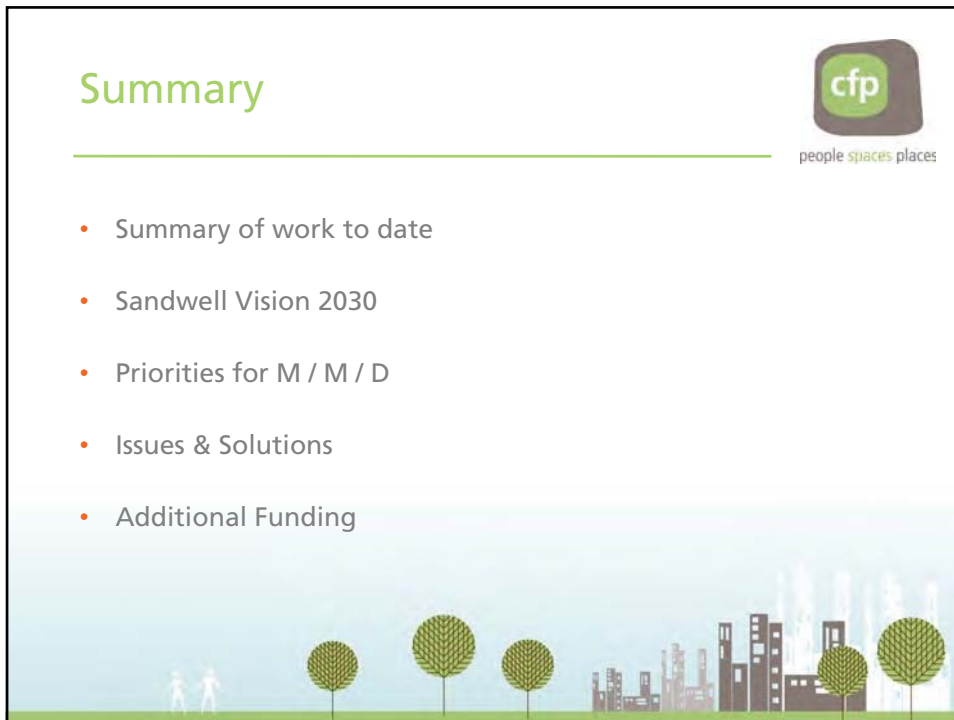 Summary
cfp
people spaces places
• Summary of work to date
• Sandwell Vision 2030
• Priorities for M / M / D
• Issues & Solutions
• Additional Funding